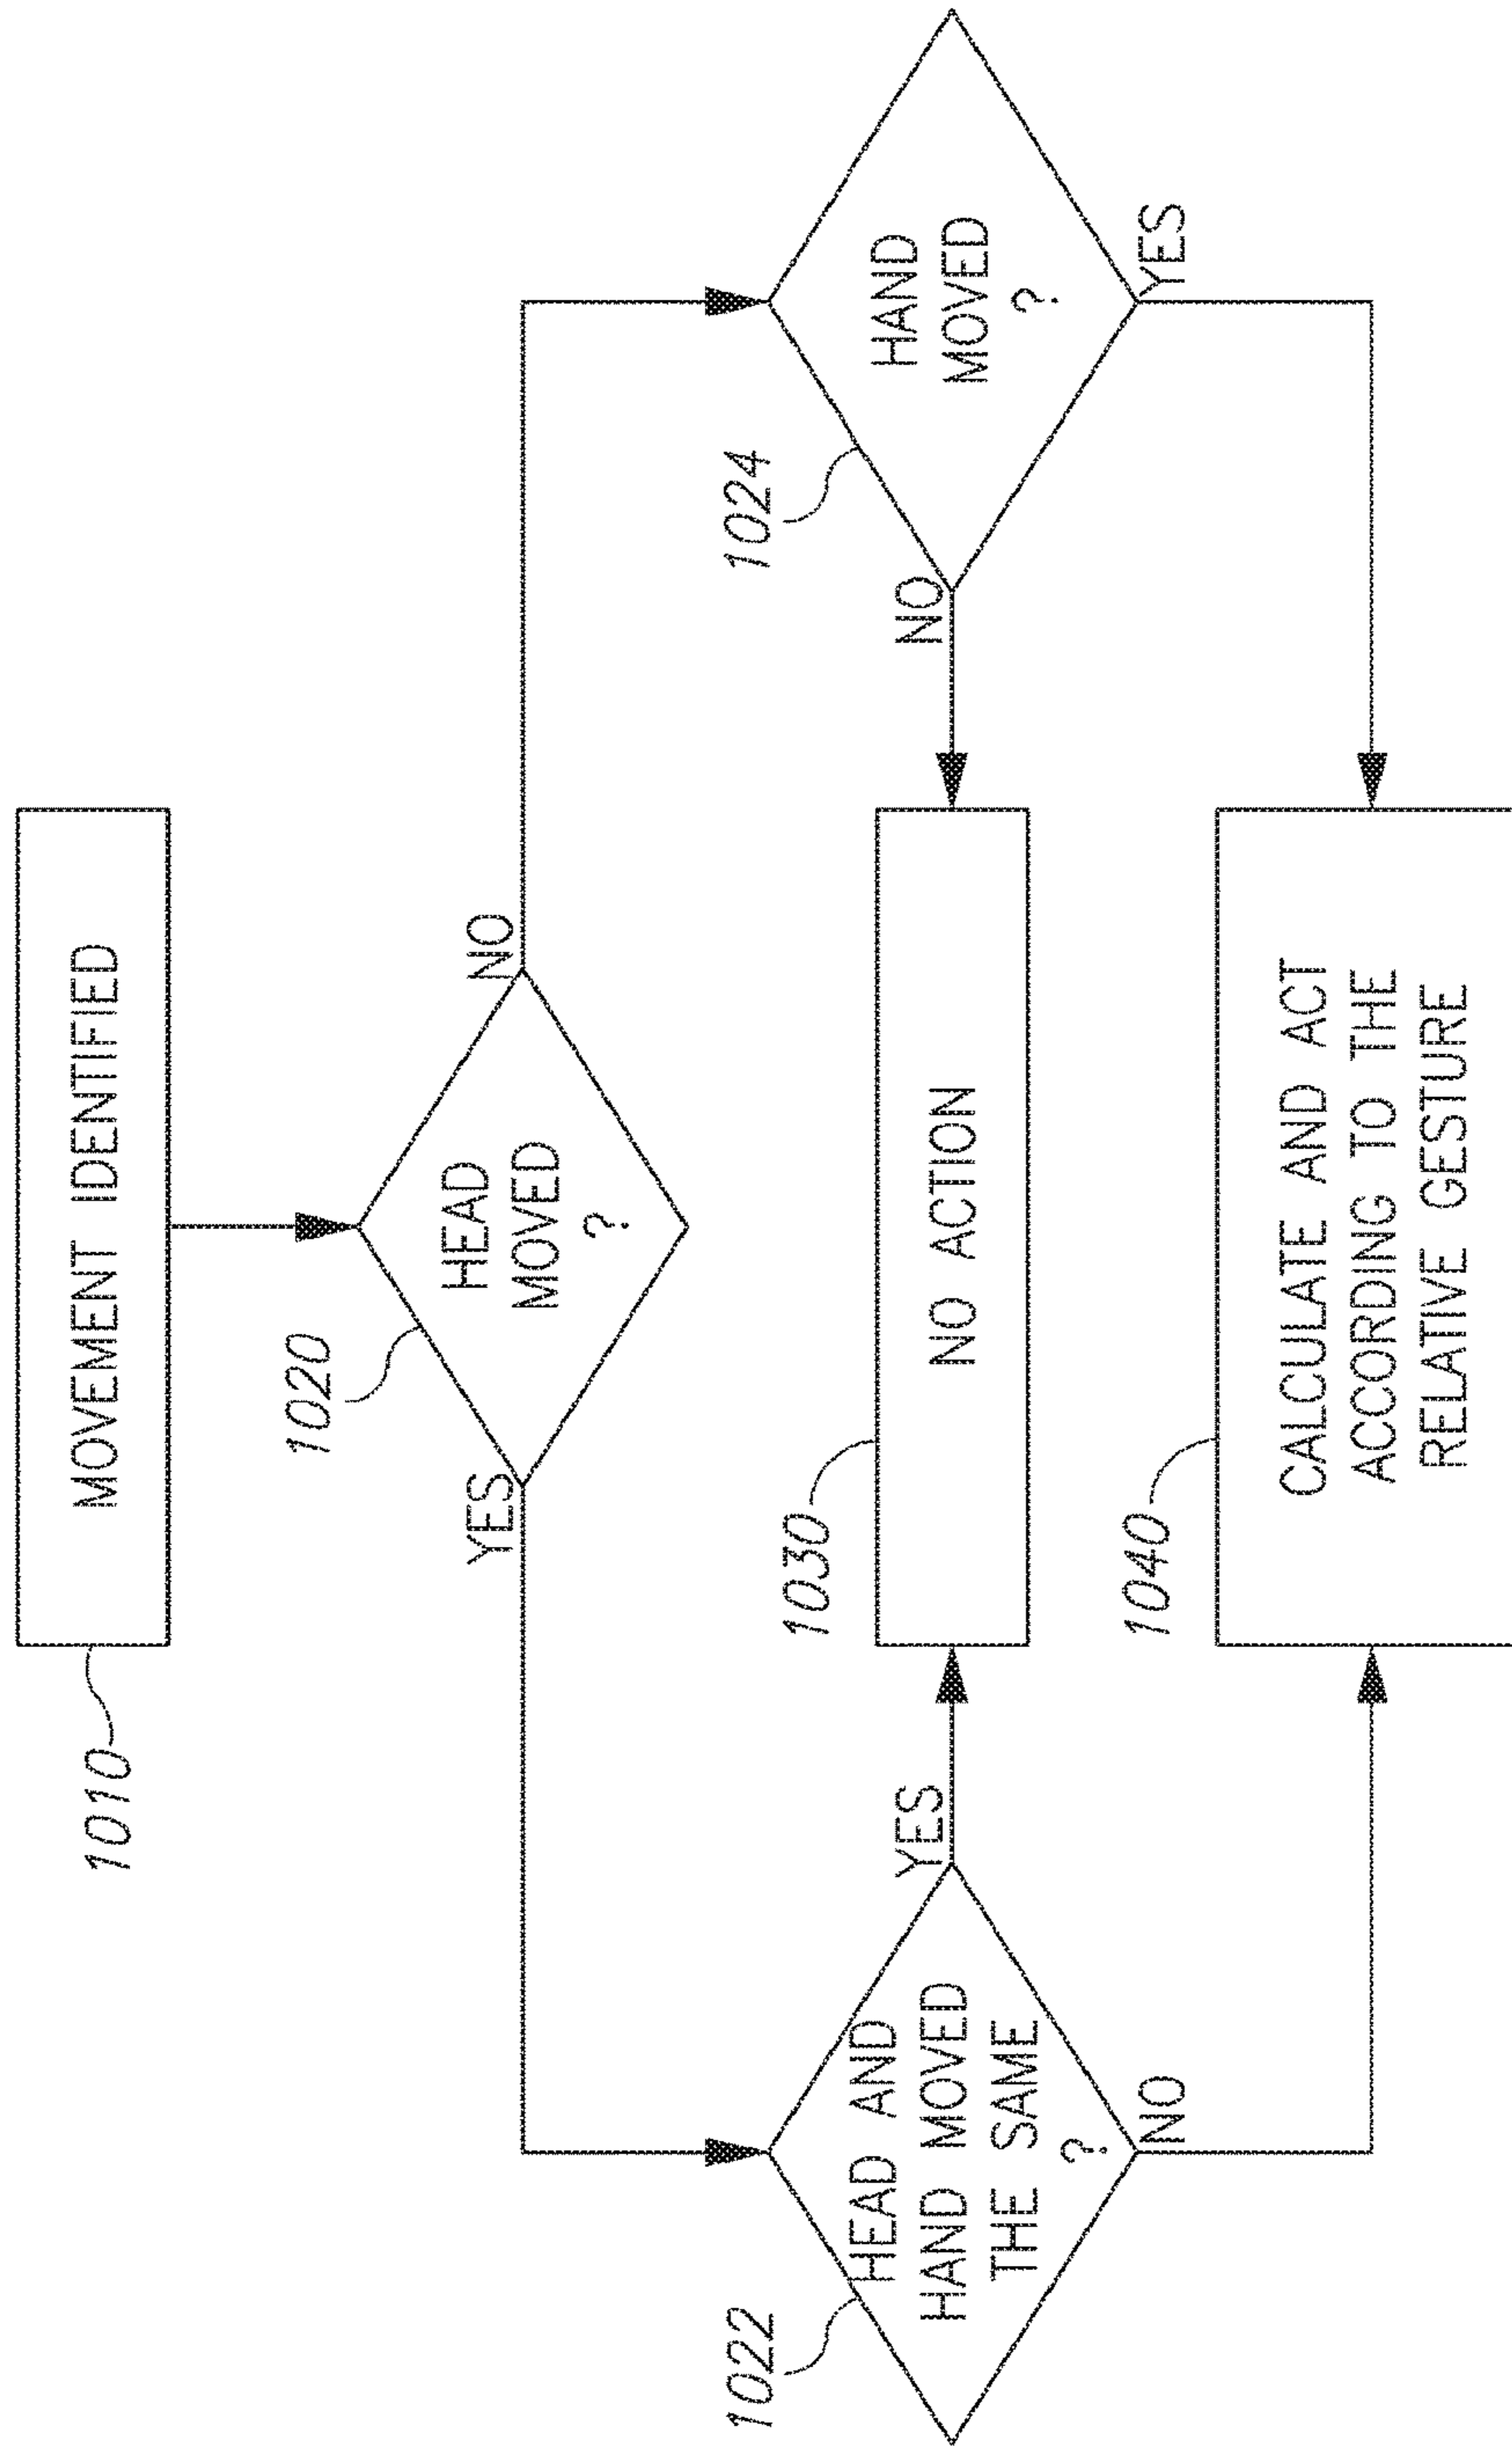 1010
MOVEMENT IDENTIFIED
1020
HEAD
MOVED
?
YES
NO
1022
HEAD AND
HAND MOVED
THE SAME
?
YES
NO
1024
HAND
MOVED
?
NO
YES
1030
NO ACTION
1040
CALCULATE AND ACT
ACCORDING TO THE
RELATIVE GESTURE